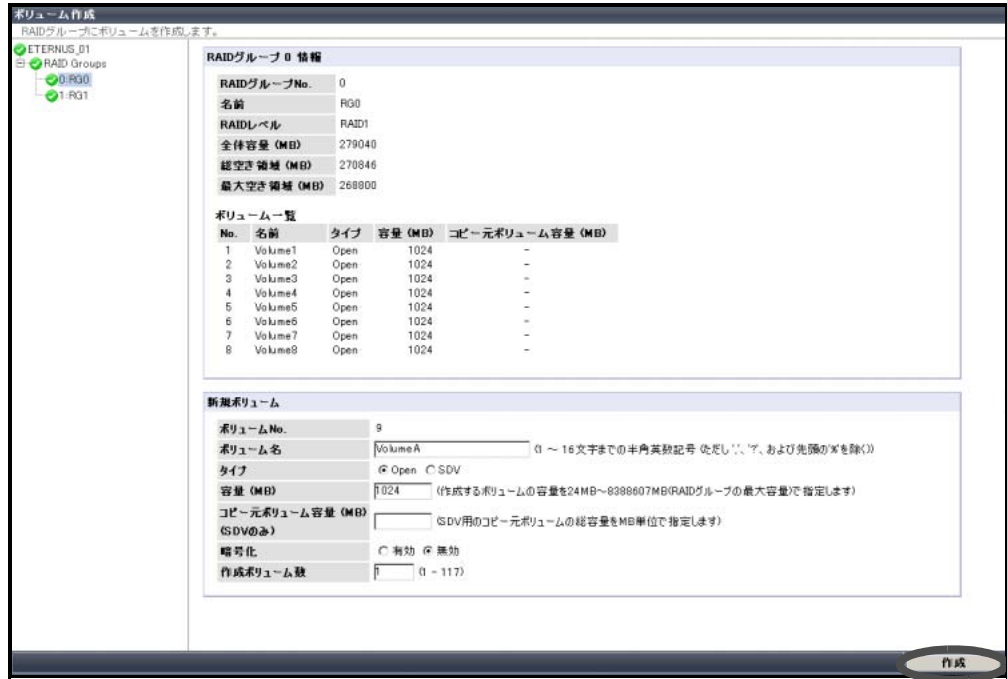 ボリューム作成
RAIDグループにボリュームを作成します。
ETERNUS_01
RAID Groups
0:RG0
1:RG1
RAIDグループ 0 情報
RAIDグループNo. 0
名前 RG0
RAIDレベル RAID1
全体容量 (MB) 279040
総空き領域 (MB) 270846
最大空き領域 (MB) 268800
ボリューム一覧
No. 名前 タイプ 容量 (MB) コピー元ボリューム容量 (MB)
1 Volume1 Open 1024 -
2 Volume2 Open 1024 -
3 Volume3 Open 1024 -
4 Volume4 Open 1024 -
5 Volume5 Open 1024 -
6 Volume6 Open 1024 -
7 Volume7 Open 1024 -
8 Volume8 Open 1024 -
新規ボリューム
ボリュームNo. 9
ボリューム名 VolumeA (1 ～ 16文字までの半角英数記号 (ただし ',', '?', および先頭の'%'を除く))
タイプ Open SDV
容量 (MB) 1024 (作成するボリュームの容量を24MB～8388607MB(RAIDグループの最大容量)で指定します)
コピー元ボリューム容量 (MB)
(SDVのみ) (SDV用のコピー元ボリュームの総容量をMB単位で指定します)
暗号化 有効 無効
作成ボリューム数 1 (1 - 117)
作成